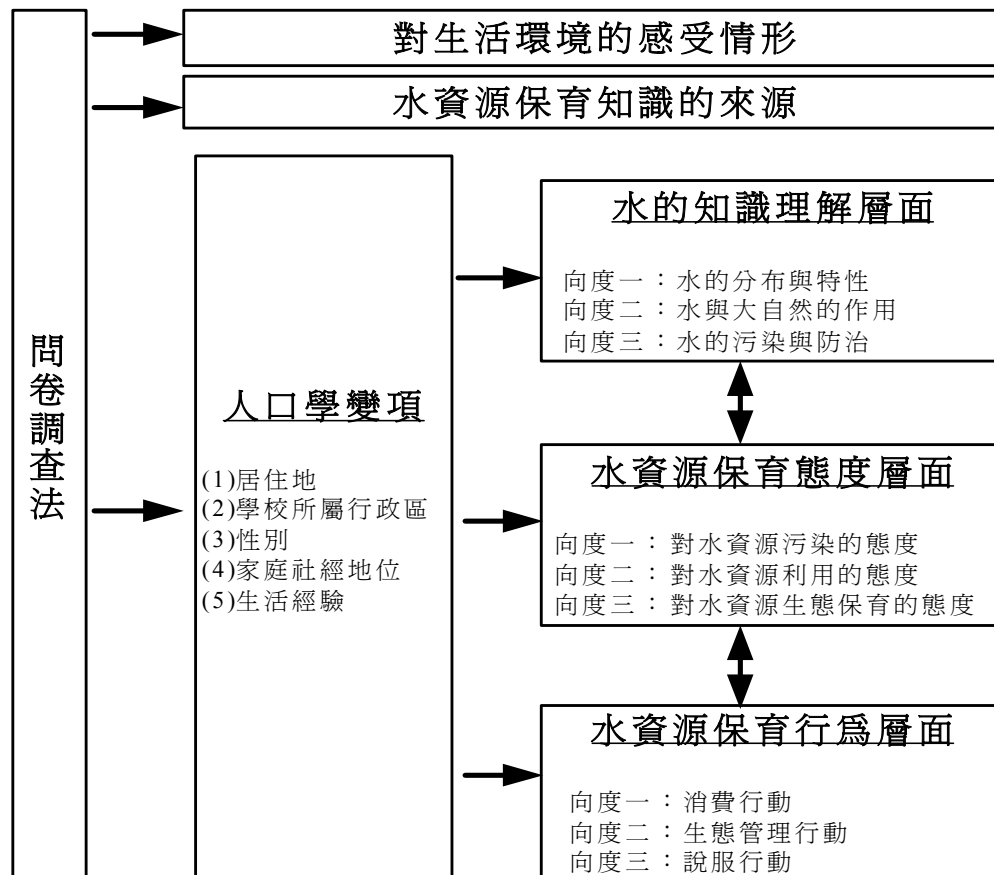 對生活環境的感受情形
水資源保育知識的來源
問卷調查法
人口學變項
(1)居住地
(2)學校所屬行政區
(3)性別
(4)家庭社經地位
(5)生活經驗
水的知識理解層面
向度一：水的分布與特性
向度二：水與大自然的作用
向度三：水的污染與防治
水資源保育態度層面
向度一：對水資源污染的態度
向度二：對水資源利用的態度
向度三：對水資源生態保育的態度
水資源保育行爲層面
向度一：消費行動
向度二：生態管理行動
向度三：說服行動